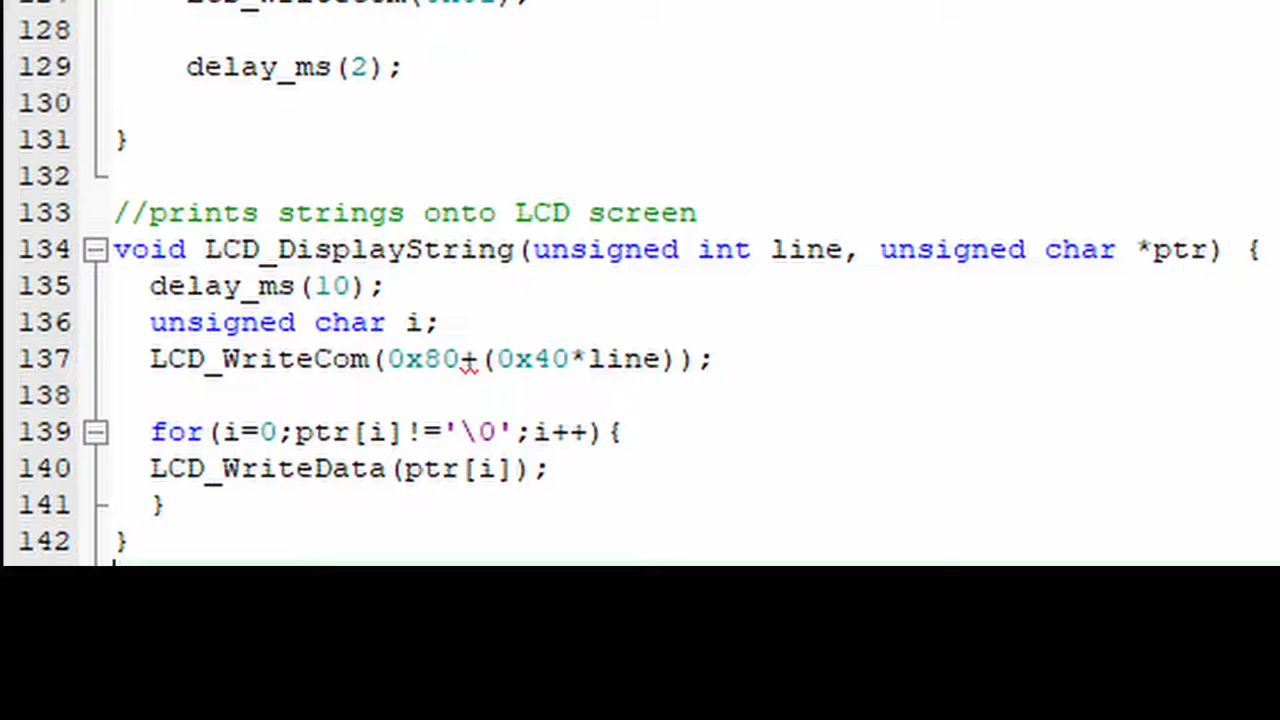 128
129 delay_ms(2);
130
131 }
132
133 //prints strings onto LCD screen
134 void LCD_DisplayString(unsigned int line, unsigned char *ptr) {
135 delay_ms(10);
136 unsigned char i;
137 LCD_WriteCom(0x80+(0x40*line));
138
139 for(i=0;ptr[i]!='\0';i++){
140 LCD_WriteData(ptr[i]);
141 }
142 }